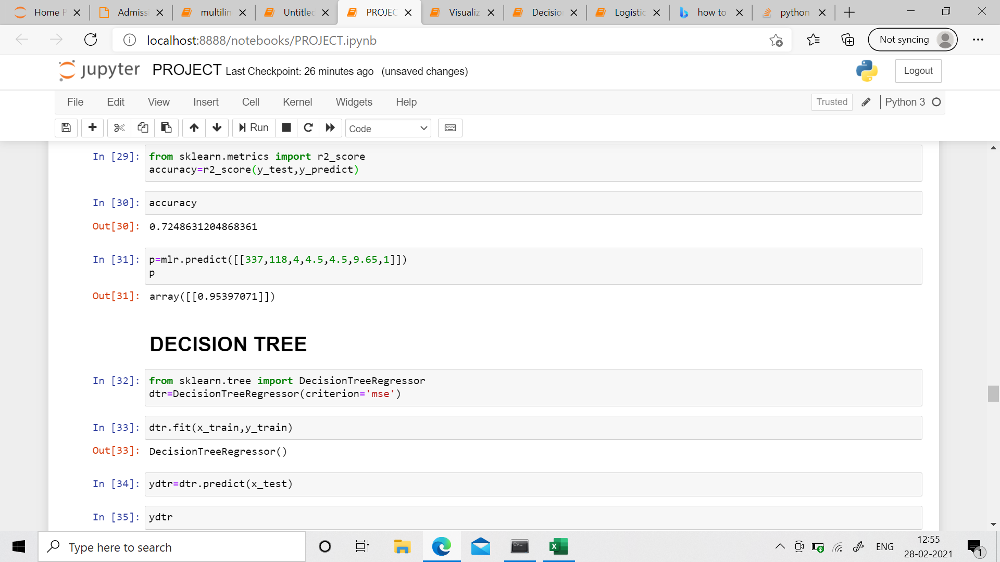 Home P
Admissi
multilin
Untitled
PROJEC
Visualiz
Decisio
Logistic
how to
python
localhost:8888/notebooks/PROJECT.ipynb
Not syncing
jupyter PROJECT Last Checkpoint: 26 minutes ago (unsaved changes)
Logout
File Edit View Insert Cell Kernel Widgets Help
Trusted Python 3
Run Code
In [29]: from sklearn.metrics import r2_score
accuracy=r2_score(y_test,y_predict)
In [30]: accuracy
Out[30]: 0.7248631204868361
In [31]: p=mlr.predict([[337,118,4,4.5,4.5,9.65,1]])
p
Out[31]: array([[0.95397071]])
DECISION TREE
In [32]: from sklearn.tree import DecisionTreeRegressor
dtr=DecisionTreeRegressor(criterion='mse')
In [33]: dtr.fit(x_train,y_train)
Out[33]: DecisionTreeRegressor()
In [34]: ydtr=dtr.predict(x_test)
In [35]: ydtr
Type here to search
ENG
12:55
28-02-2021
1